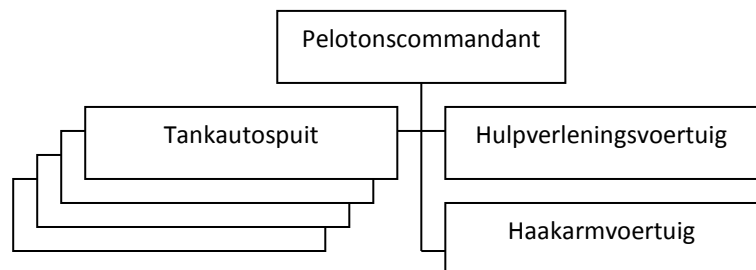 Pelotonscommandant
Tankautospuit
Hulpverleningsvoertuig
Haakarmvoertuig